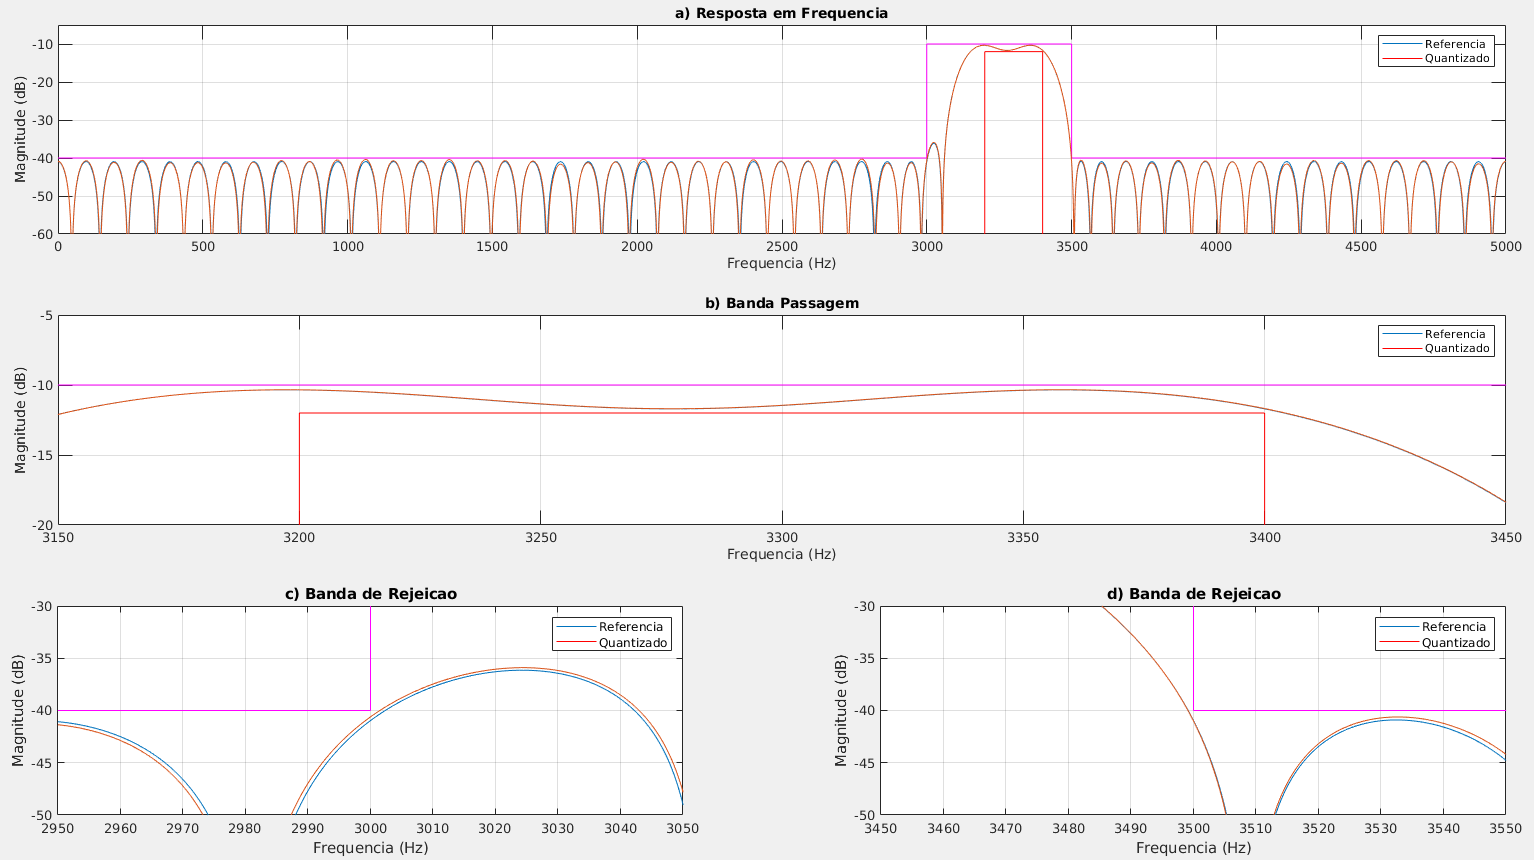 a) Resposta em Frequencia
Magnitude (dB)
-10
-20
-30
-40
-50
-60
Referencia
Quantizado
0 500 1000 1500 2000 2500 3000 3500 4000 4500 5000
Frequencia (Hz)
b) Banda Passagem
Magnitude (dB)
-5
-10
-15
-20
Referencia
Quantizado
3150 3200 3250 3300 3350 3400 3450
Frequencia (Hz)
c) Banda de Rejeicao
Magnitude (dB)
-30
-35
-40
-45
-50
Referencia
Quantizado
2950 2960 2970 2980 2990 3000 3010 3020 3030 3040 3050
Frequencia (Hz)
d) Banda de Rejeicao
Magnitude (dB)
-30
-35
-40
-45
-50
Referencia
Quantizado
3450 3460 3470 3480 3490 3500 3510 3520 3530 3540 3550
Frequencia (Hz)